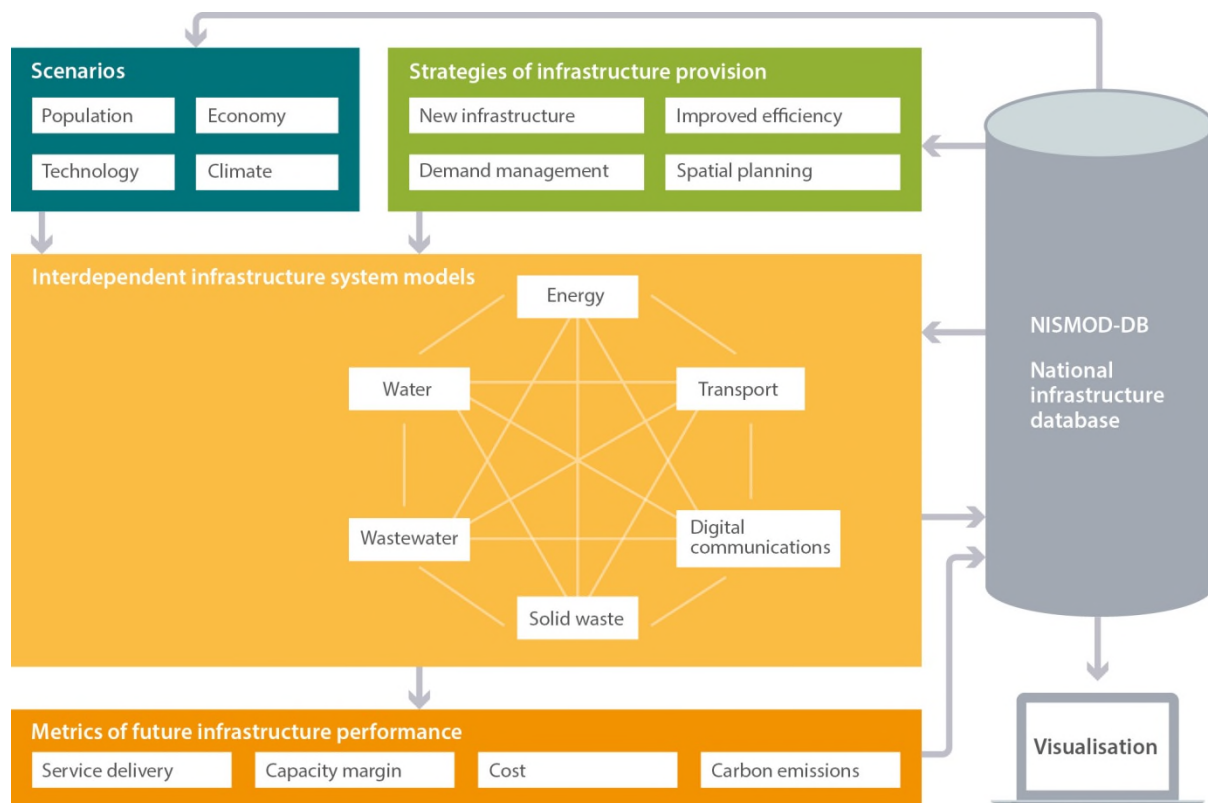 Scenarios
Population
Economy
Technology
Climate
Strategies of infrastructure provision
New infrastructure
Improved efficiency
Demand management
Spatial planning
Interdependent infrastructure system models
Energy
Water
Transport
Wastewater
Digital
communications
Solid waste
Metrics of future infrastructure performance
Service delivery
Capacity margin
Cost
Carbon emissions
NISMOD-DB
National
infrastructure
database
Visualisation